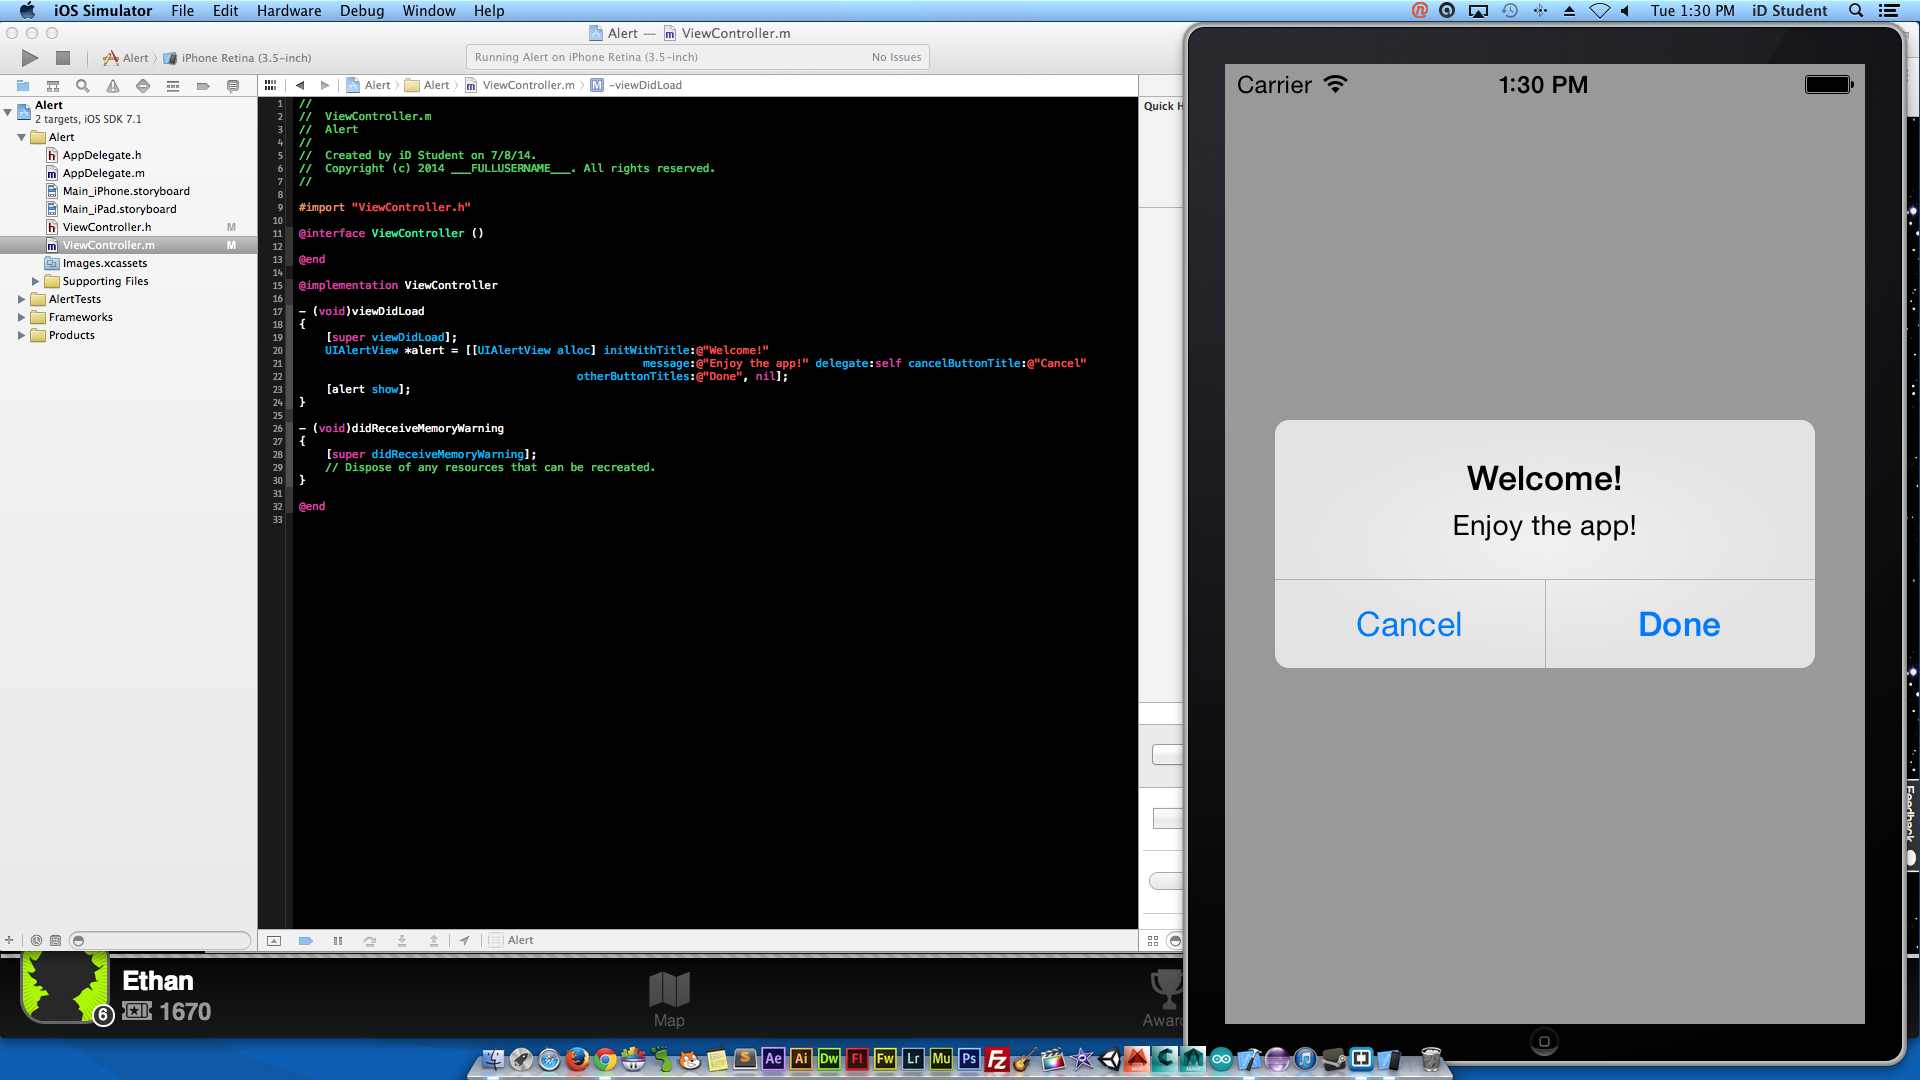 iOS Simulator File Edit Hardware Debug Window Help
Tue 1:30 PM iD Student
Alert — ViewController.m
Alert iPhone Retina (3.5-inch)
Running Alert on iPhone Retina (3.5-inch) No Issues
Alert Alert ViewController.m M -viewDidLoad
Alert
2 targets, iOS SDK 7.1
Alert
h AppDelegate.h
m AppDelegate.m
Main_iPhone.storyboard
Main_iPad.storyboard
h ViewController.h M
m ViewController.m M
Images.xcassets
Supporting Files
AlertTests
Frameworks
Products
1 //
2 // ViewController.m
3 // Alert
4 //
5 // Created by iD Student on 7/8/14.
6 // Copyright (c) 2014 ___FULLUSERNAME___. All rights reserved.
7 //
8
9 #import "ViewController.h"
10
11 @interface ViewController ()
12
13 @end
14
15 @implementation ViewController
16
17 - (void)viewDidLoad
18 {
19 [super viewDidLoad];
20 UIAlertView *alert = [[UIAlertView alloc] initWithTitle:@"Welcome!"
21 message:@"Enjoy the app!" delegate:self cancelButtonTitle:@"Cancel"
22 otherButtonTitles:@"Done", nil];
23 [alert show];
24 }
25
26 - (void)didReceiveMemoryWarning
27 {
28 [super didReceiveMemoryWarning];
29 // Dispose of any resources that can be recreated.
30 }
31
32 @end
33
Alert
Quick H
Carrier 1:30 PM
Welcome!
Enjoy the app!
Cancel Done
Feedback
Ethan
6 1670
Map
Awar
Ae Ai Dw Fl Fw Lr Mu Ps Fz